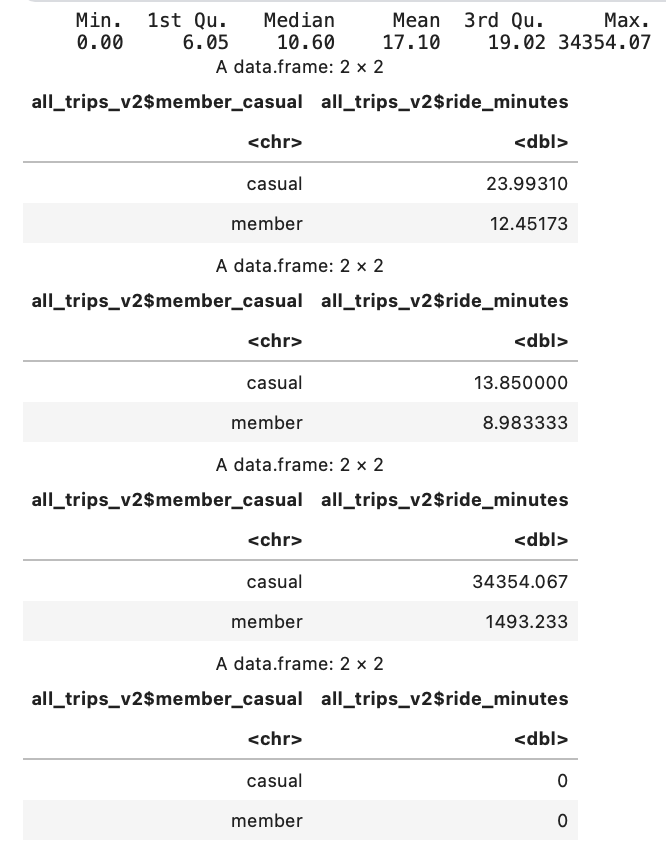 Min. 1st Qu. Median Mean 3rd Qu. Max.
0.00 6.05 10.60 17.10 19.02 34354.07
A data.frame: 2 × 2
all_trips_v2$member_casual all_trips_v2$ride_minutes
<chr> <dbl>
casual 23.99310
member 12.45173
A data.frame: 2 × 2
all_trips_v2$member_casual all_trips_v2$ride_minutes
<chr> <dbl>
casual 13.850000
member 8.983333
A data.frame: 2 × 2
all_trips_v2$member_casual all_trips_v2$ride_minutes
<chr> <dbl>
casual 34354.067
member 1493.233
A data.frame: 2 × 2
all_trips_v2$member_casual all_trips_v2$ride_minutes
<chr> <dbl>
casual 0
member 0